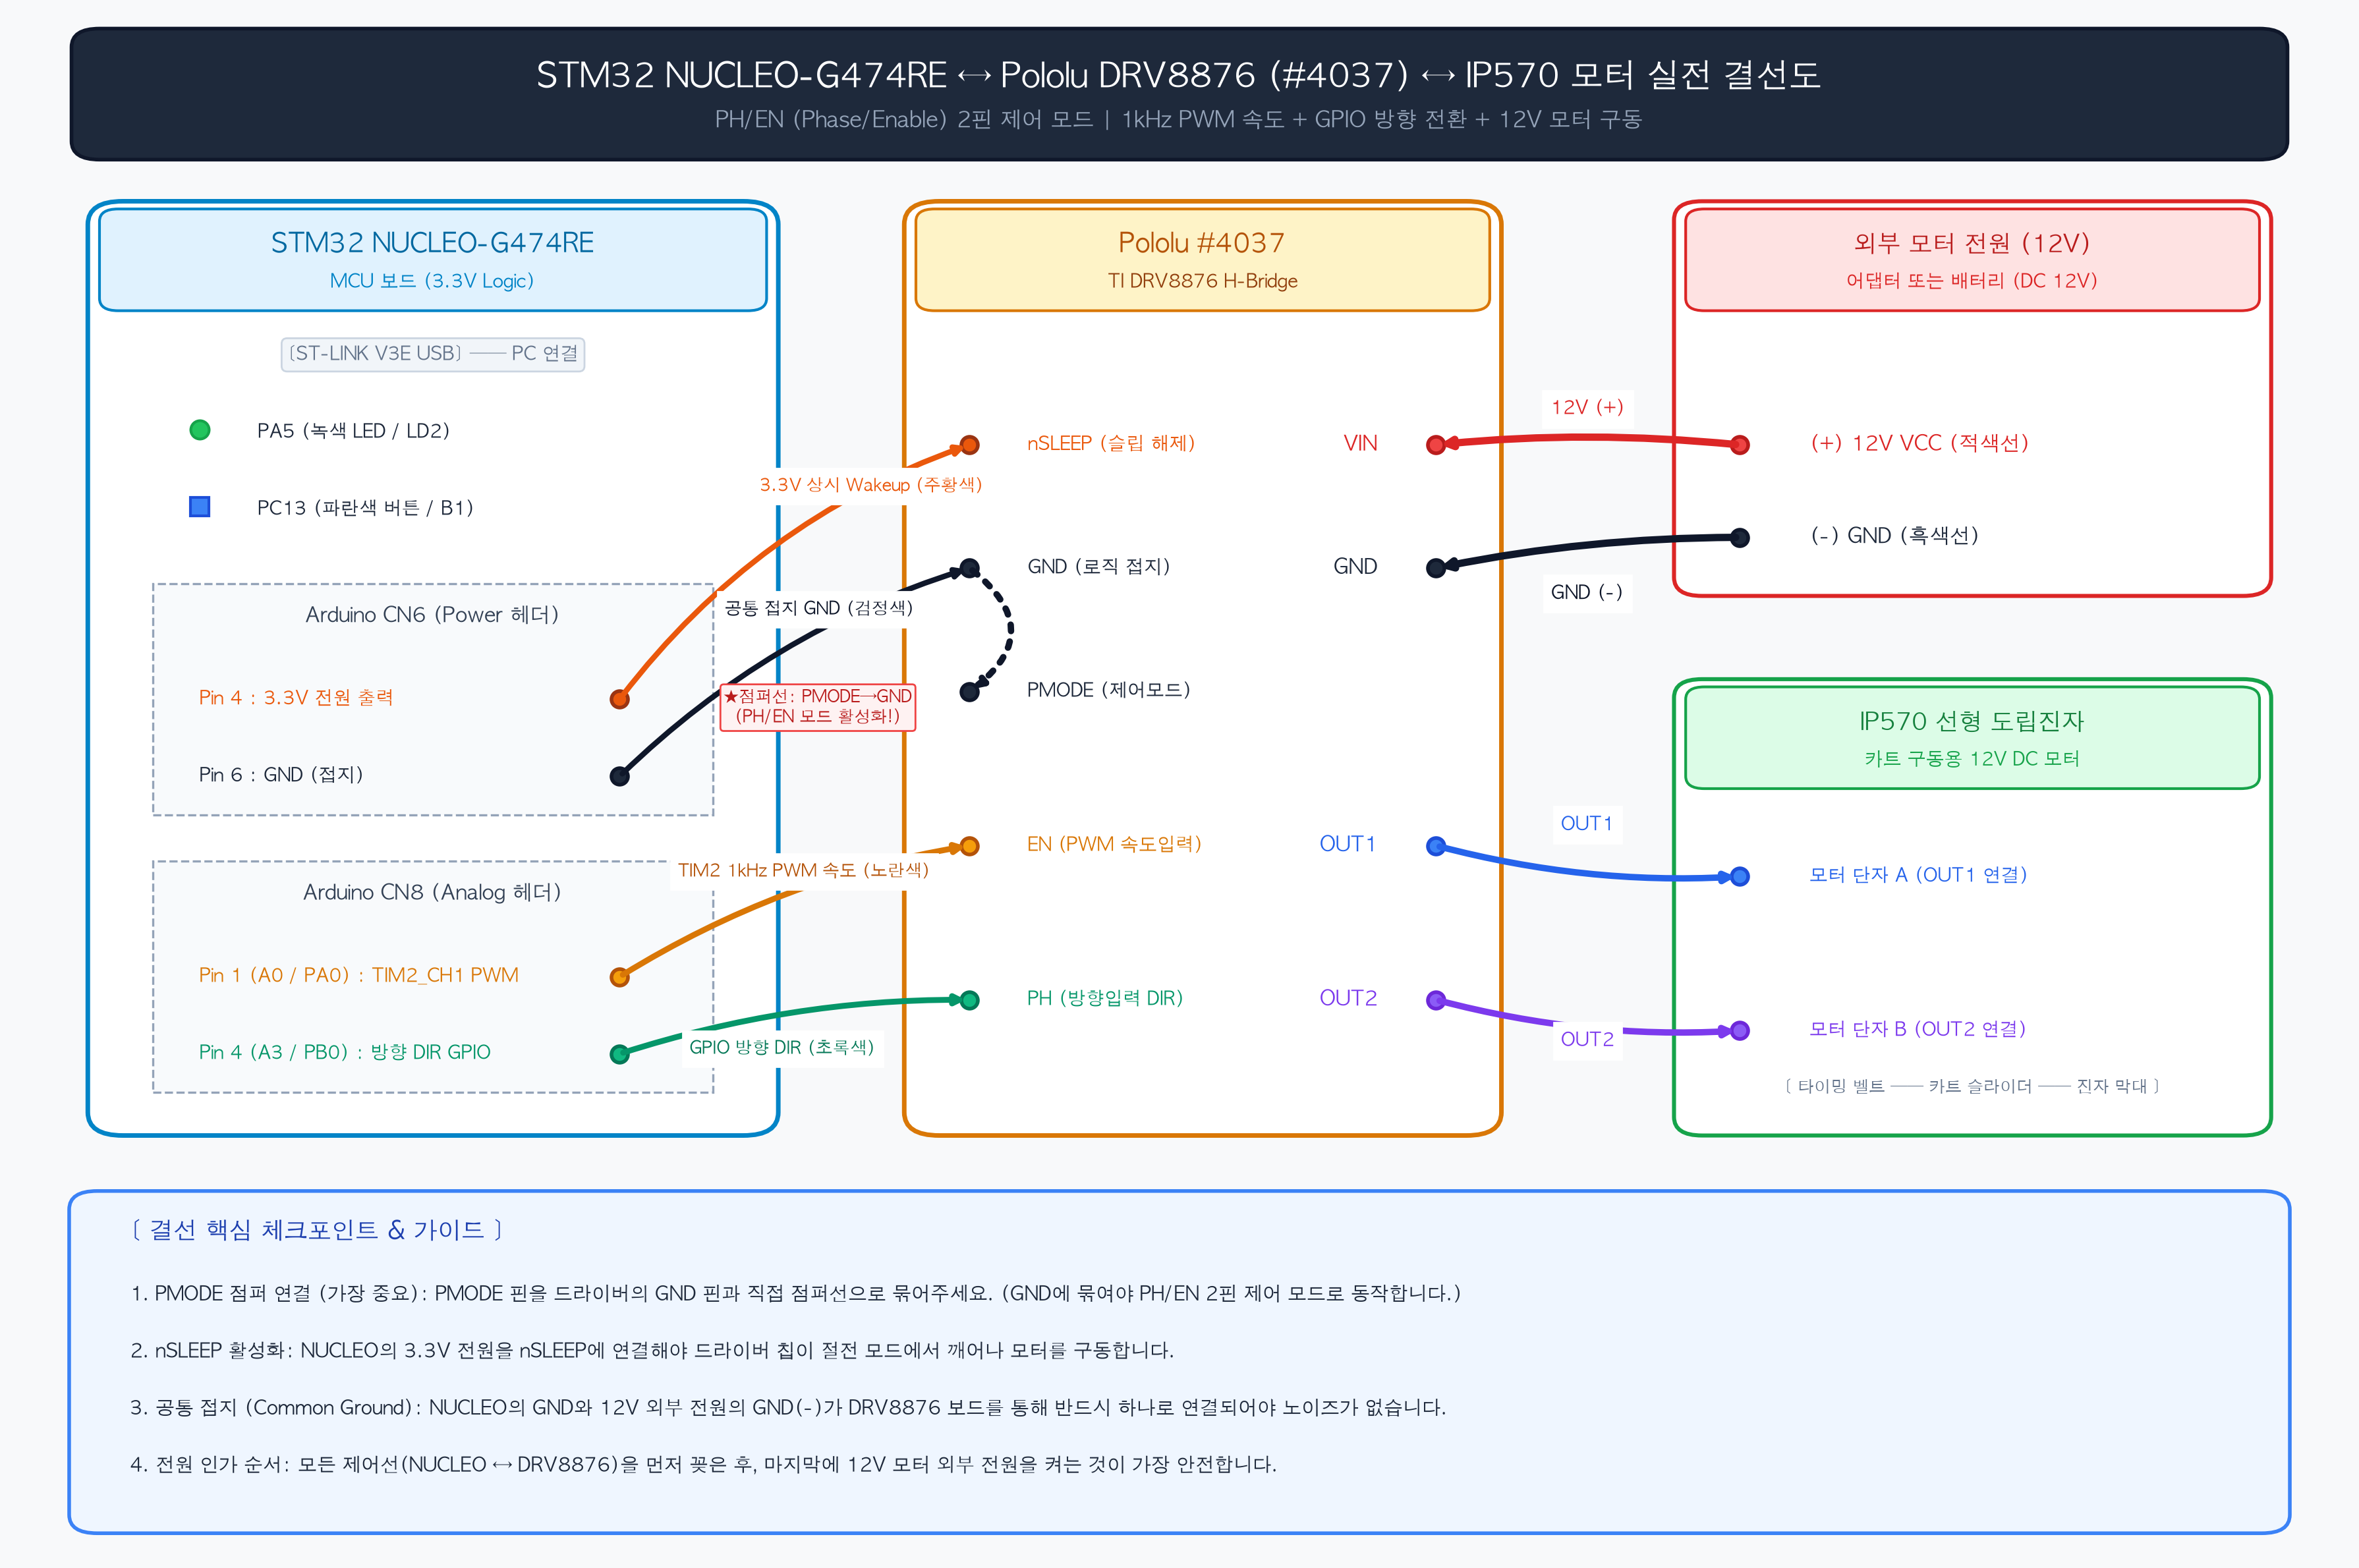 STM32 NUCLEO-G474RE ↔ Pololu DRV8876 (#4037) ↔ IP570 모터 실전 결선도
PH/EN (Phase/Enable) 2핀 제어 모드 | 1kHz PWM 속도 + GPIO 방향 전환 + 12V 모터 구동
STM32 NUCLEO-G474RE
MCU 보드 (3.3V Logic)
[ST-LINK V3E USB] ─── PC 연결
PA5 (녹색 LED / LD2)
PC13 (파란색 버튼 / B1)
Arduino CN6 (Power 헤더)
Pin 4 : 3.3V 전원 출력
Pin 6 : GND (접지)
Arduino CN8 (Analog 헤더)
Pin 1 (A0 / PA0) : TIM2_CH1 PWM
Pin 4 (A3 / PB0) : 방향 DIR GPIO
3.3V 상시 Wakeup (주황색)
공통 접지 GND (검정색)
★점퍼선: PMODE→GND
(PH/EN 모드 활성화!)
TIM2 1kHz PWM 속도 (노란색)
GPIO 방향 DIR (초록색)
Pololu #4037
TI DRV8876 H-Bridge
nSLEEP (슬립 해제)
VIN
GND (로직 접지)
GND
PMODE (제어모드)
EN (PWM 속도입력)
OUT1
PH (방향입력 DIR)
OUT2
12V (+)
GND (-)
OUT1
OUT2
외부 모터 전원 (12V)
어댑터 또는 배터리 (DC 12V)
(+) 12V VCC (적색선)
(-) GND (흑색선)
IP570 선형 도립진자
카트 구동용 12V DC 모터
모터 단자 A (OUT1 연결)
모터 단자 B (OUT2 연결)
[ 타이밍 벨트 ─── 카트 슬라이더 ─── 진자 막대 ]
[ 결선 핵심 체크포인트 & 가이드 ]
1. PMODE 점퍼 연결 (가장 중요): PMODE 핀을 드라이버의 GND 핀과 직접 점퍼선으로 묶어주세요. (GND에 묶여야 PH/EN 2핀 제어 모드로 동작합니다.)
2. nSLEEP 활성화: NUCLEO의 3.3V 전원을 nSLEEP에 연결해야 드라이버 칩이 절전 모드에서 깨어나 모터를 구동합니다.
3. 공통 접지 (Common Ground): NUCLEO의 GND와 12V 외부 전원의 GND(-)가 DRV8876 보드를 통해 반드시 하나로 연결되어야 노이즈가 없습니다.
4. 전원 인가 순서: 모든 제어선(NUCLEO ↔ DRV8876)을 먼저 꽂은 후, 마지막에 12V 모터 외부 전원을 켜는 것이 가장 안전합니다.